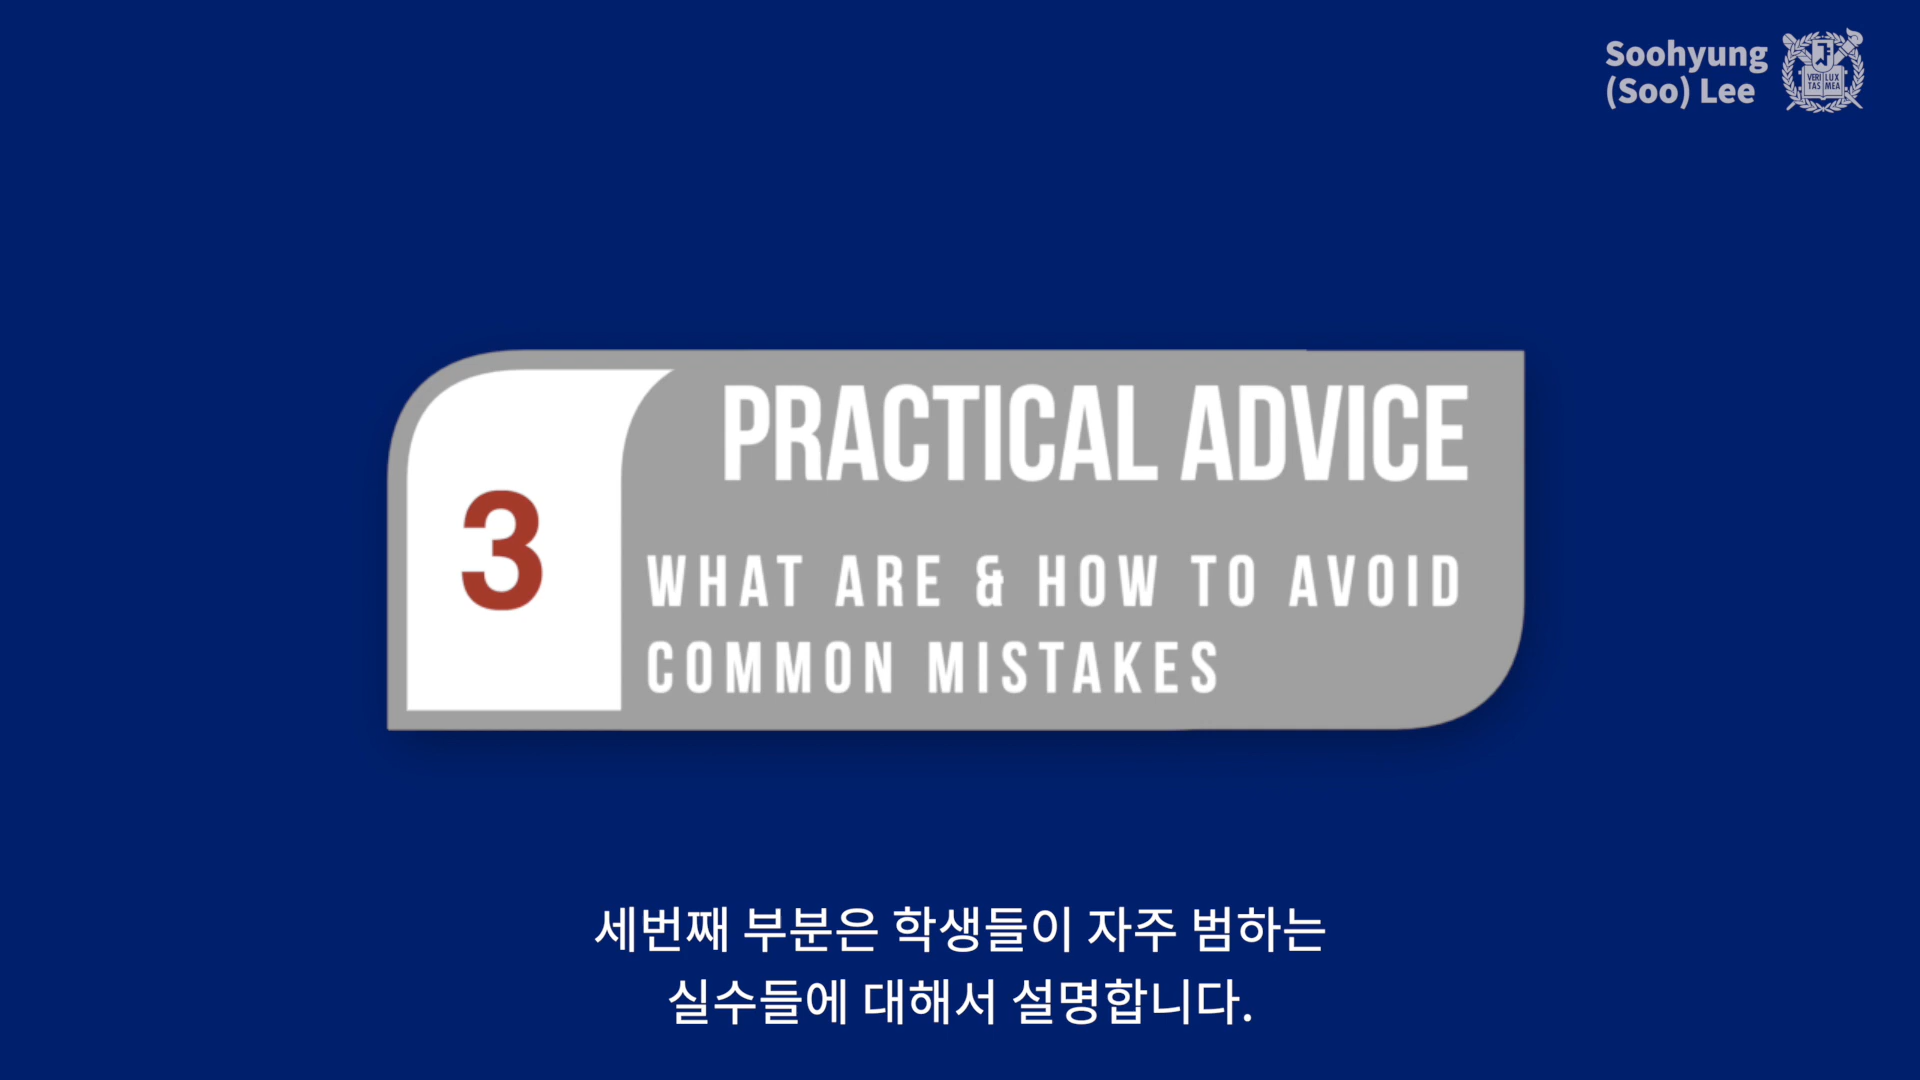 Soohyung
(Soo) Lee
VERI LUX
TAS MEA
3
PRACTICAL ADVICE
WHAT ARE & HOW TO AVOID
COMMON MISTAKES
세번째 부분은 학생들이 자주 범하는
실수들에 대해서 설명합니다.